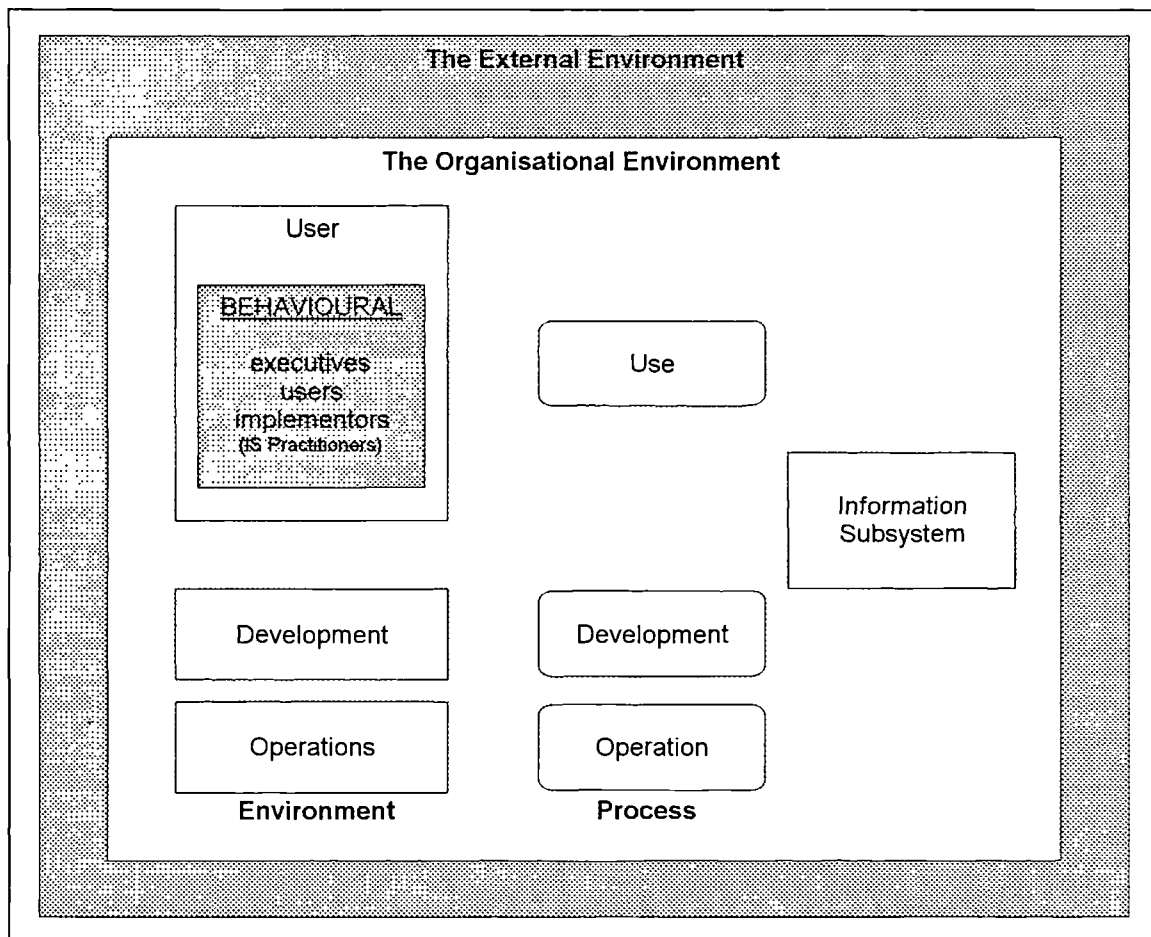 The External Environment
The Organisational Environment
User
BEHAVIOURAL
executives
users
implementors
(IS Practitioners)
Use
Information
Subsystem
Development
Development
Operations
Operation
Environment
Process